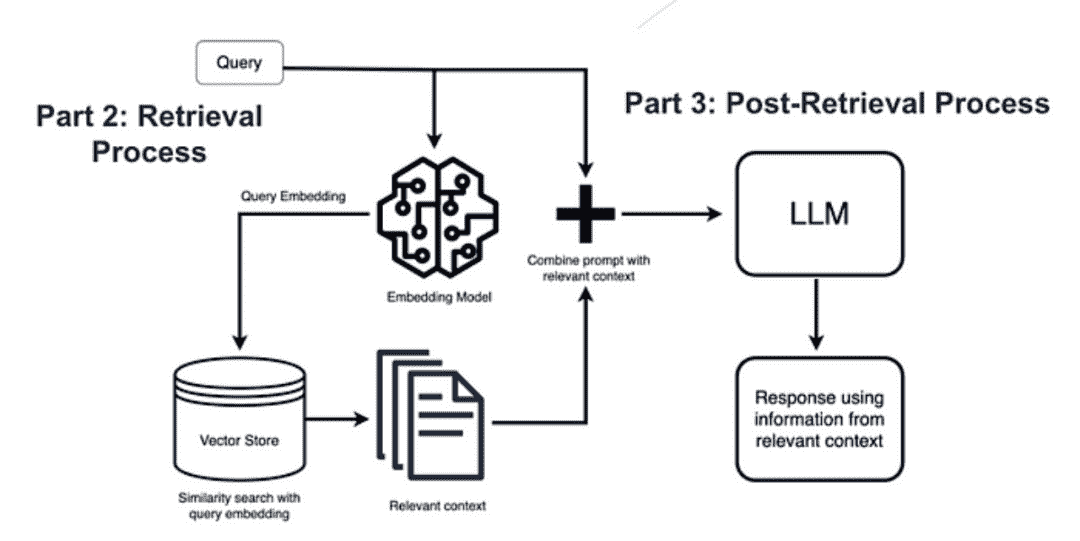 Query
Part 2: Retrieval
Process
Part 3: Post-Retrieval Process
Query Embedding
Embedding Model
Combine prompt with
relevant context
LLM
Vector Store
Similarity search with
query embedding
Relevant context
Response using
information from
relevant context